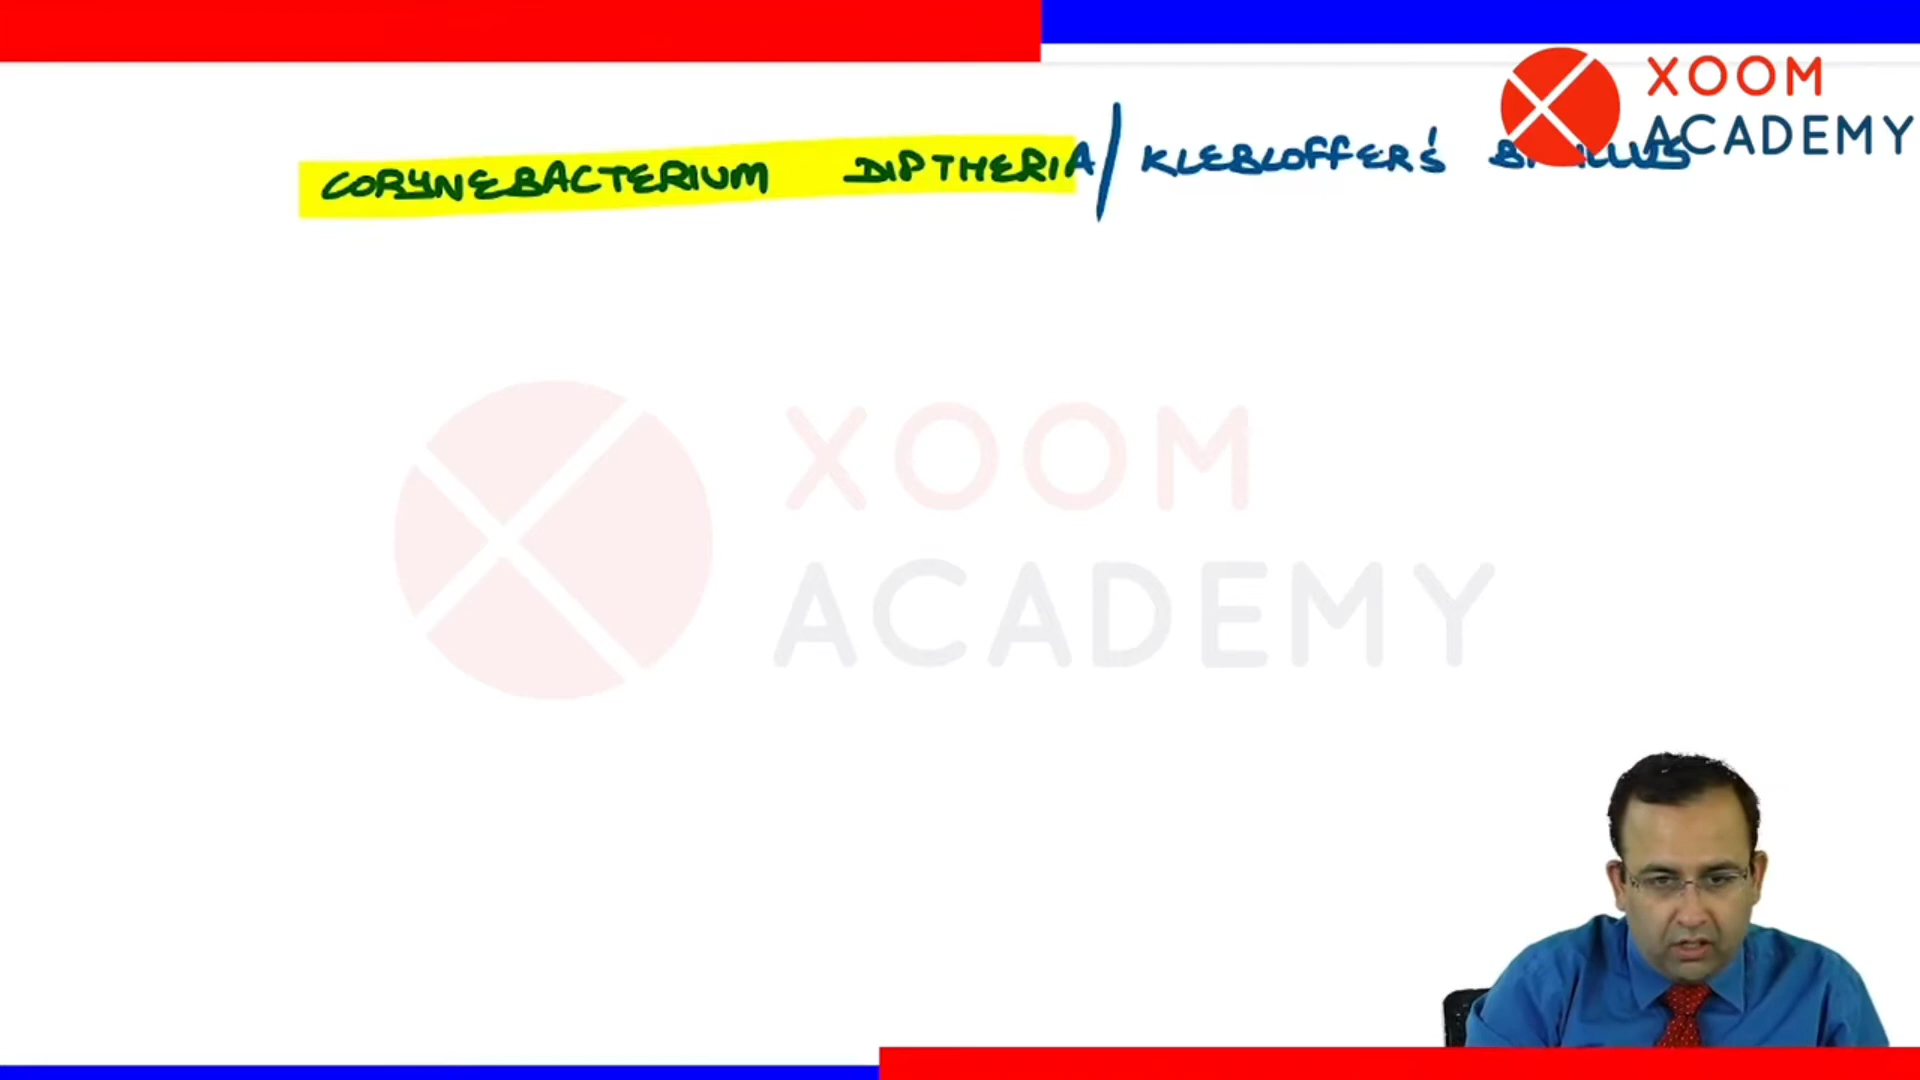 XOOM
ACADEMY
CORYNEBACTERIUM DIPTHERIA/KLEBLOFFER'S
XOOM
ACADEMY